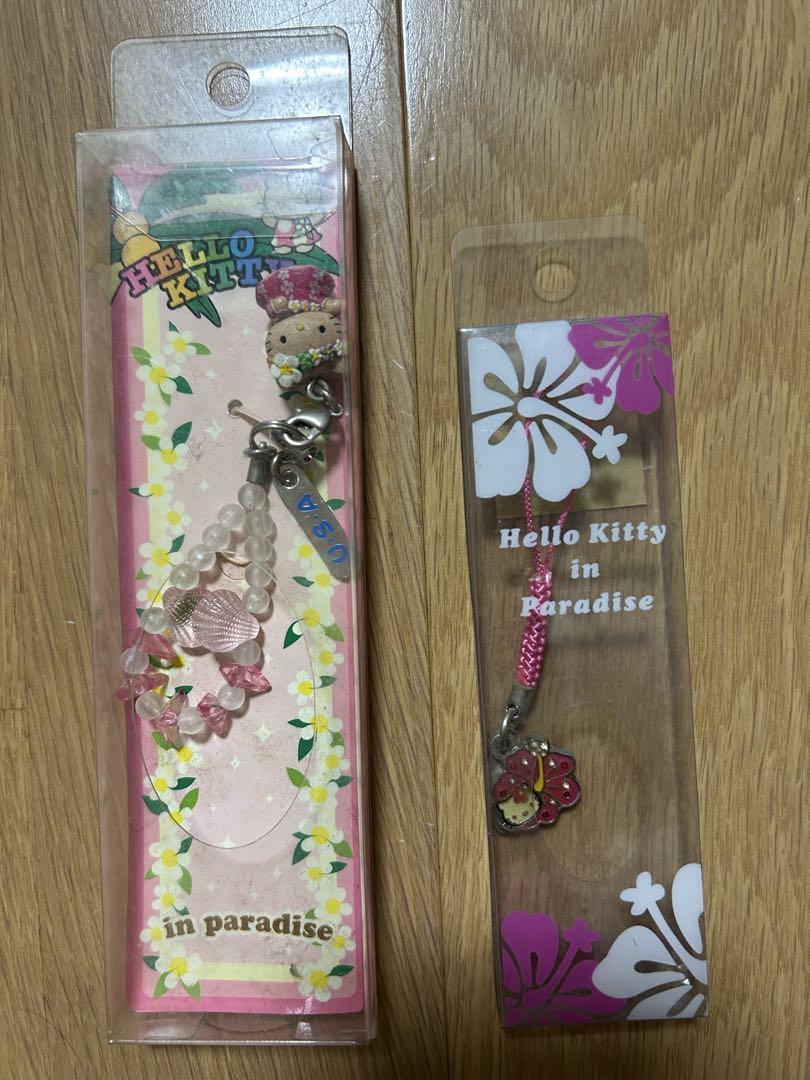 HELLO
KITTY
U.S.A
in paradise
Hello Kitty
in
Paradise